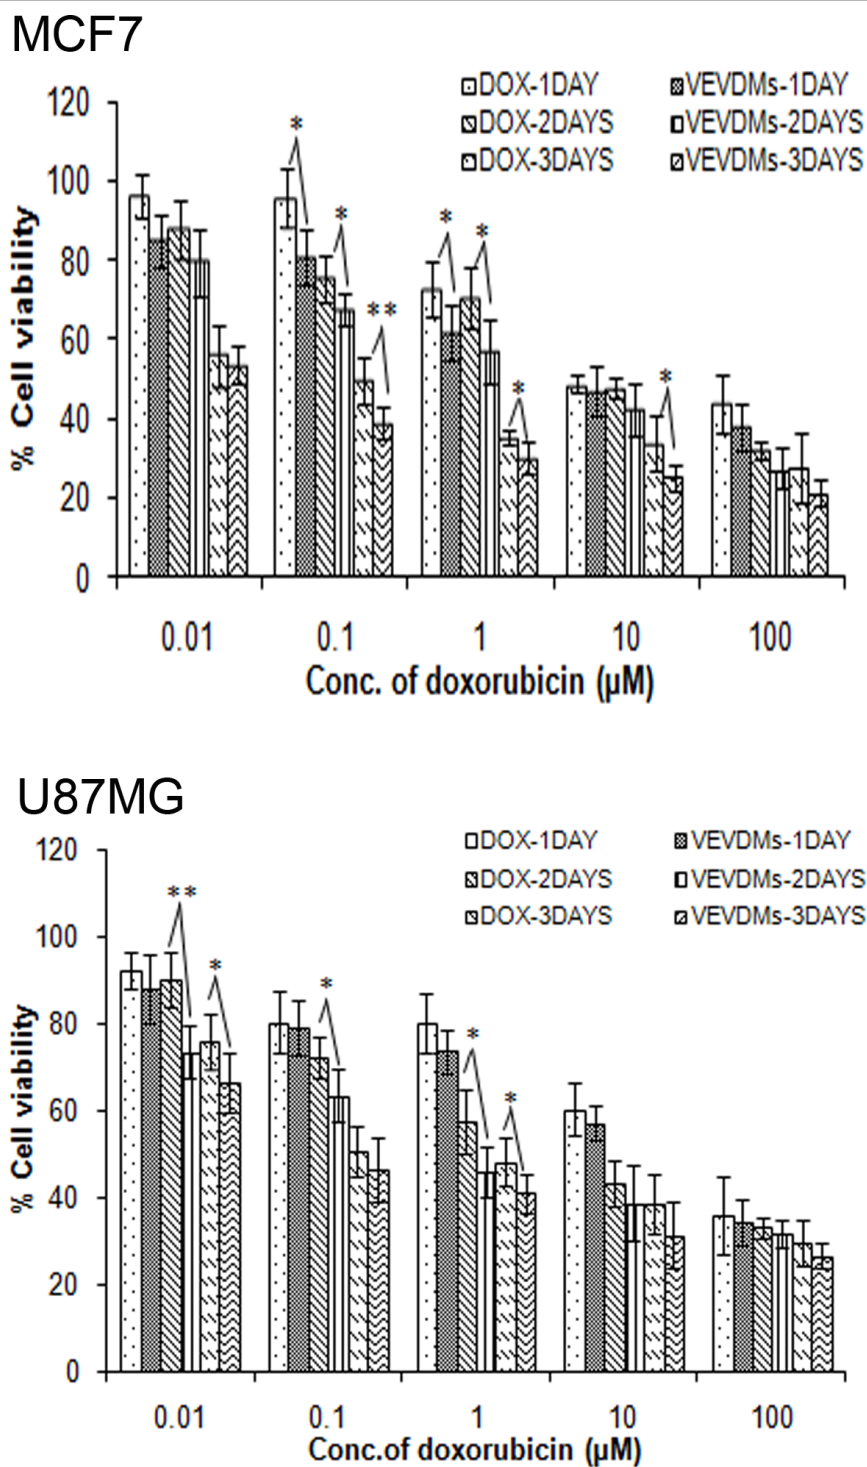 MCF7
DOX-1DAY VEVDMs-1DAY
DOX-2DAYS VEVDMs-2DAYS
DOX-3DAYS VEVDMs-3DAYS
120
100
80
60
40
20
0
% Cell viability
*
*
**
*
*
*
*
0.01 0.1 1 10 100
Conc. of doxorubicin (µM)
U87MG
DOX-1DAY VEVDMs-1DAY
DOX-2DAYS VEVDMs-2DAYS
DOX-3DAYS VEVDMs-3DAYS
120
100
80
60
40
20
0
% Cell viability
**
*
*
*
*
0.01 0.1 1 10 100
Conc.of doxorubicin (µM)